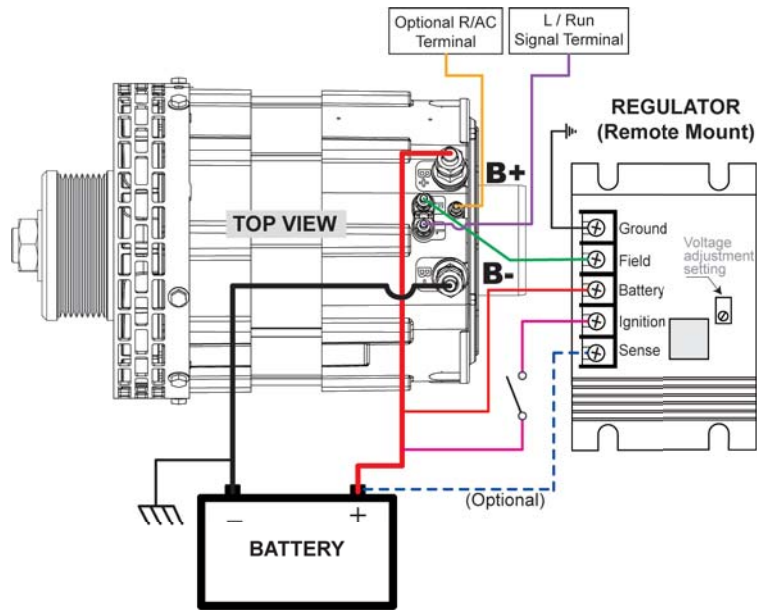 Optional R/AC
Terminal
L / Run
Signal Terminal
REGULATOR
(Remote Mount)
B+
TOP VIEW
B-
Ground
Field
Battery
Ignition
Sense
Voltage
adjustment
setting
(Optional)
– +
BATTERY